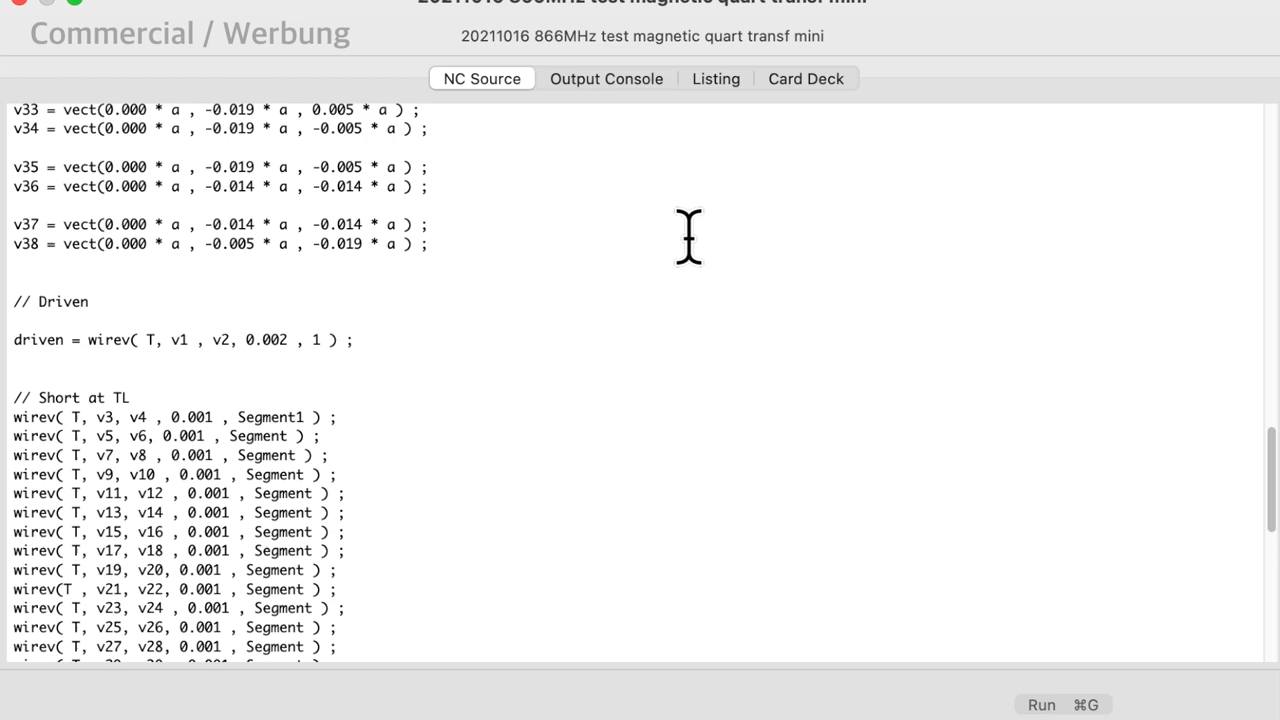 20211016 866MHz test magnetic quart transf mini
Commercial / Werbung
20211016 866MHz test magnetic quart transf mini
NC Source
Output Console
Listing
Card Deck
v33 = vect(0.000 * a , -0.019 * a , 0.005 * a ) ;
v34 = vect(0.000 * a , -0.019 * a , -0.005 * a ) ;
v35 = vect(0.000 * a , -0.019 * a , -0.005 * a ) ;
v36 = vect(0.000 * a , -0.014 * a , -0.014 * a ) ;
v37 = vect(0.000 * a , -0.014 * a , -0.014 * a ) ;
v38 = vect(0.000 * a , -0.005 * a , -0.019 * a ) ;
// Driven
driven = wirev( T, v1 , v2, 0.002 , 1 ) ;
// Short at TL
wirev( T, v3, v4 , 0.001 , Segment1 ) ;
wirev( T, v5, v6, 0.001 , Segment ) ;
wirev( T, v7, v8 , 0.001 , Segment ) ;
wirev( T, v9, v10 , 0.001 , Segment ) ;
wirev( T, v11, v12 , 0.001 , Segment ) ;
wirev( T, v13, v14 , 0.001 , Segment ) ;
wirev( T, v15, v16 , 0.001 , Segment ) ;
wirev( T, v17, v18 , 0.001 , Segment ) ;
wirev( T, v19, v20, 0.001 , Segment ) ;
wirev(T , v21, v22, 0.001 , Segment ) ;
wirev( T, v23, v24 , 0.001 , Segment ) ;
wirev( T, v25, v26, 0.001 , Segment ) ;
wirev( T, v27, v28, 0.001 , Segment ) ;
Run ⌘G